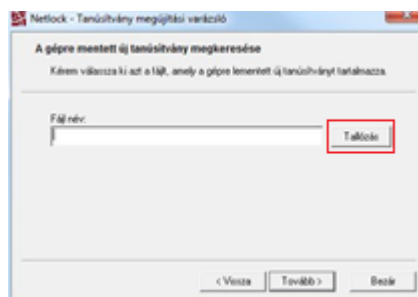 Netlock - Tanúsítvány megújítási varázsló
A gépre mentett új tanúsítvány megkeresése
Kérem válassza ki azt a fájlt, amely a gépre lementett új tanúsítványt tartalmazza.
Fájl név:
Tallózás
< Vissza
Tovább >
Bezár